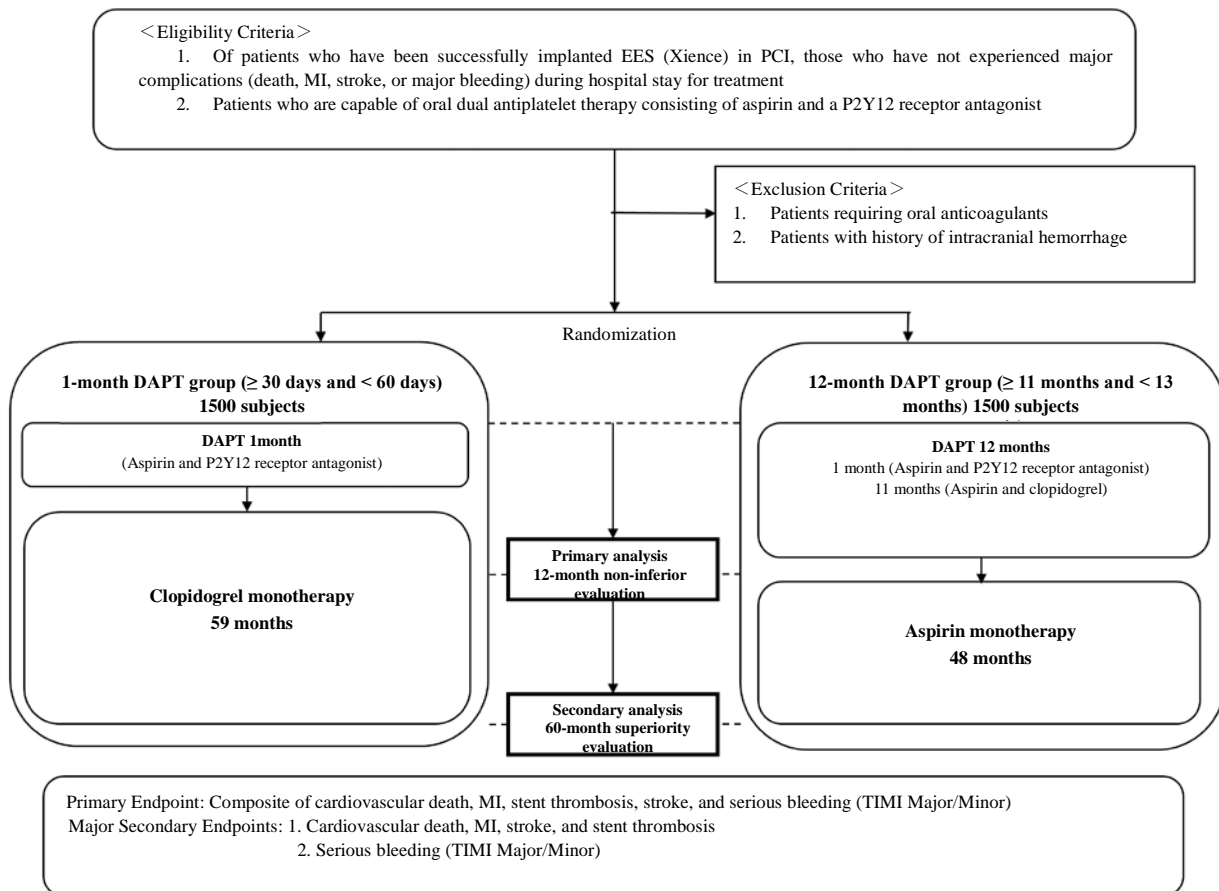 ＜Eligibility Criteria＞
1. Of patients who have been successfully implanted EES (Xience) in PCI, those who have not experienced major
complications (death, MI, stroke, or major bleeding) during hospital stay for treatment
2. Patients who are capable of oral dual antiplatelet therapy consisting of aspirin and a P2Y12 receptor antagonist
＜Exclusion Criteria＞
1. Patients requiring oral anticoagulants
2. Patients with history of intracranial hemorrhage
Randomization
1-month DAPT group (≥ 30 days and < 60 days)
1500 subjects
DAPT 1month
(Aspirin and P2Y12 receptor antagonist)
Clopidogrel monotherapy
59 months
12-month DAPT group (≥ 11 months and < 13
months) 1500 subjects
DAPT 12 months
1 month (Aspirin and P2Y12 receptor antagonist)
11 months (Aspirin and clopidogrel)
Aspirin monotherapy
48 months
Primary analysis
12-month non-inferior
evaluation
Secondary analysis
60-month superiority
evaluation
Primary Endpoint: Composite of cardiovascular death, MI, stent thrombosis, stroke, and serious bleeding (TIMI Major/Minor)
Major Secondary Endpoints: 1. Cardiovascular death, MI, stroke, and stent thrombosis
2. Serious bleeding (TIMI Major/Minor)